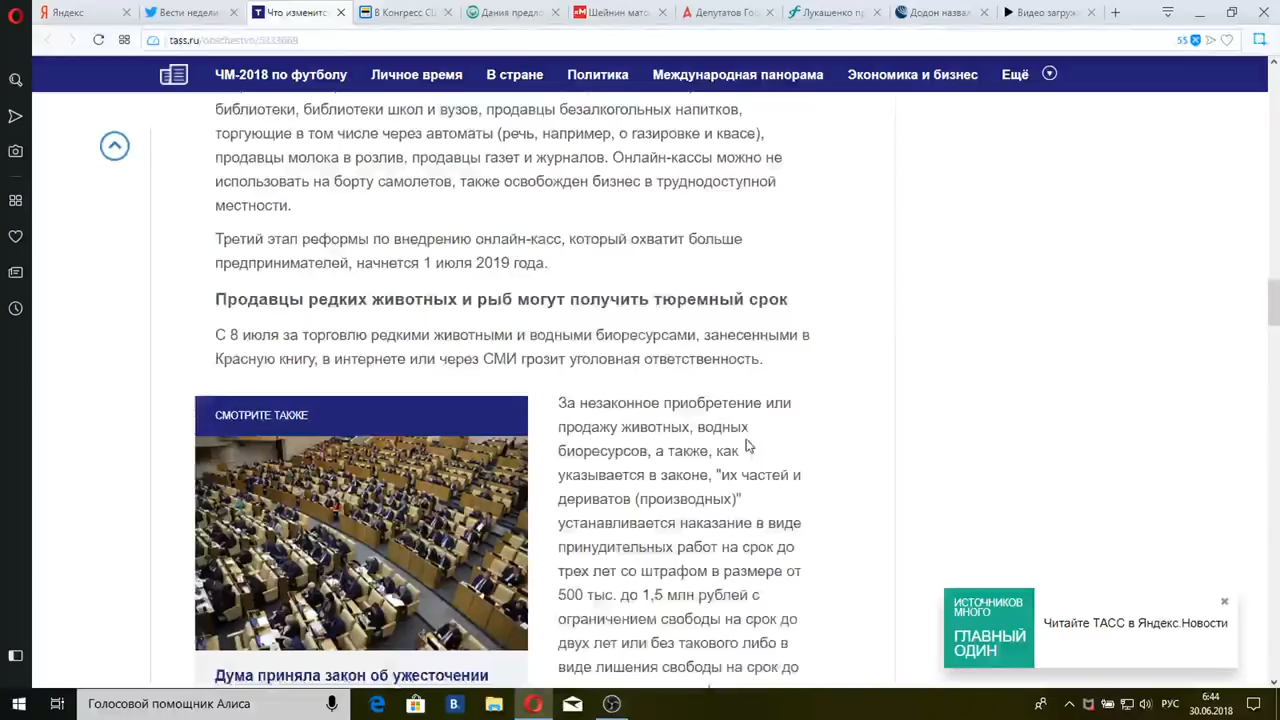 Яндекс
Вести недели
Что изменится
В Конгресс СШ
Дания предло
Шейнин мато
Депутатов Го
Лукашенко пр
Додон назва
Видео загруж
tass.ru/obschestvo/5333669
55
ЧМ-2018 по футболу
Личное время
В стране
Политика
Международная панорама
Экономика и бизнес
Ещё
библиотеки, библиотеки школ и вузов, продавцы безалкогольных напитков,
торгующие в том числе через автоматы (речь, например, о газировке и квасе),
продавцы молока в розлив, продавцы газет и журналов. Онлайн-кассы можно не
использовать на борту самолетов, также освобожден бизнес в труднодоступной
местности.
Третий этап реформы по внедрению онлайн-касс, который охватит больше
предпринимателей, начнется 1 июля 2019 года.
Продавцы редких животных и рыб могут получить тюремный срок
С 8 июля за торговлю редкими животными и водными биоресурсами, занесенными в
Красную книгу, в интернете или через СМИ грозит уголовная ответственность.
СМОТРИТЕ ТАКЖЕ
Дума приняла закон об ужесточении
За незаконное приобретение или
продажу животных, водных
биоресурсов, а также, как
указывается в законе, "их частей и
дериватов (производных)"
устанавливается наказание в виде
принудительных работ на срок до
трех лет со штрафом в размере от
500 тыс. до 1,5 млн рублей с
ограничением свободы на срок до
двух лет или без такового либо в
виде лишения свободы на срок до
ИСТОЧНИКОВ
МНОГО
ГЛАВНЫЙ
ОДИН
Читайте ТАСС в Яндекс.Новости
Голосовой помощник Алиса
РУС
6:44
30.06.2018